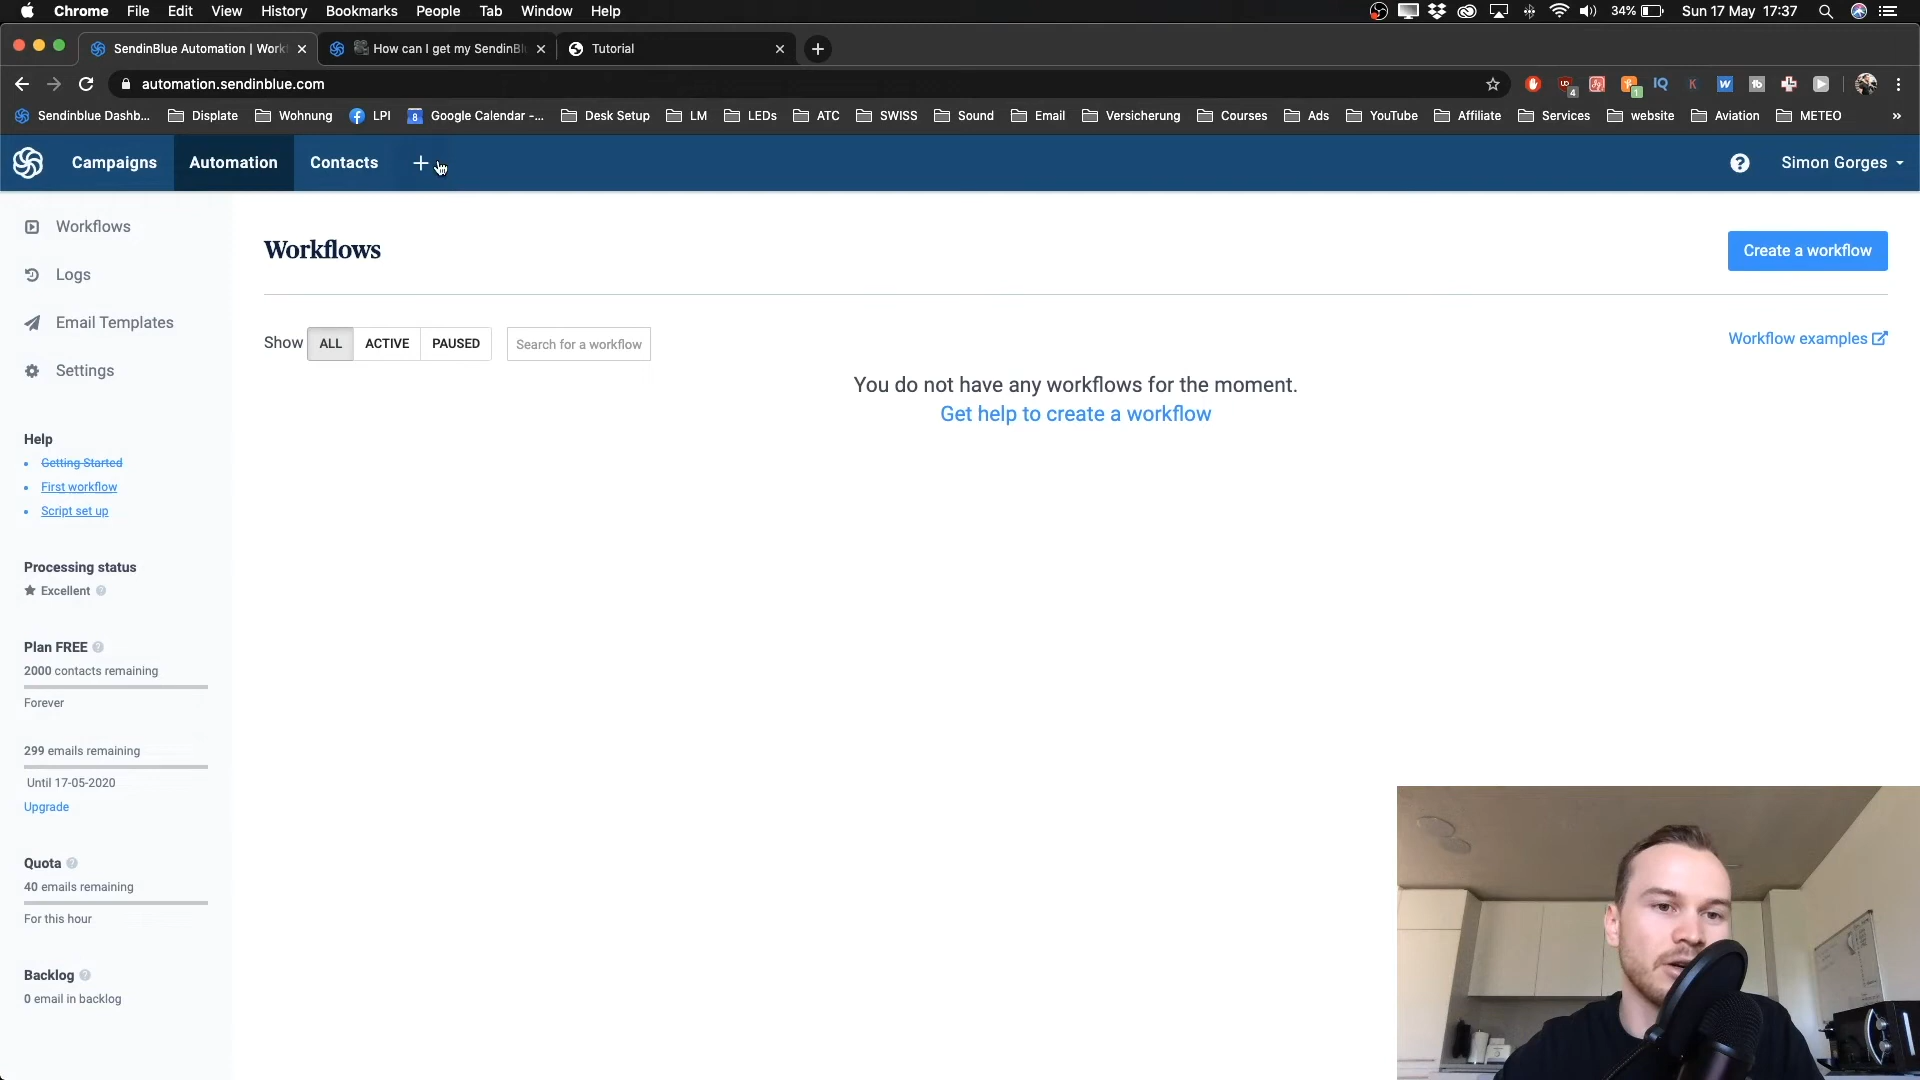 Chrome File Edit View History Bookmarks People Tab Window Help 34% Sun 17 May 17:37
SendinBlue Automation | Work How can I get my SendinBl Tutorial
automation.sendinblue.com
Sendinblue Dashb... Displate Wohnung LPI Google Calendar -... Desk Setup LM LEDs ATC SWISS Sound Email Versicherung Courses Ads YouTube Affiliate Services website Aviation METEO »
Campaigns Automation Contacts + Simon Gorges
Workflows
Logs
Email Templates
Settings
Help
Getting Started
First workflow
Script set up
Processing status
Excellent
Plan FREE
2000 contacts remaining
Forever
299 emails remaining
Until 17-05-2020
Upgrade
Quota
40 emails remaining
For this hour
Backlog
0 email in backlog
Workflows
Create a workflow
Show ALL ACTIVE PAUSED Search for a workflow
Workflow examples
You do not have any workflows for the moment.
Get help to create a workflow